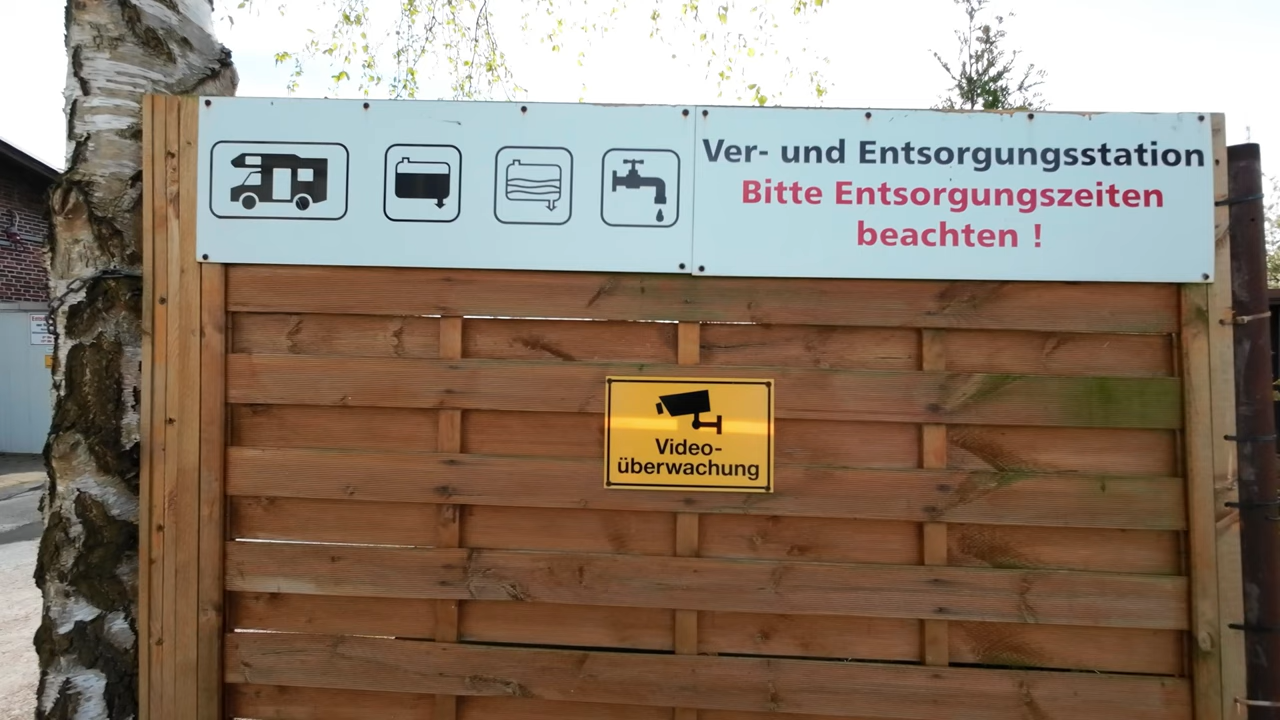 Ver- und Entsorgungsstation
Bitte Entsorgungszeiten
beachten !
Video-
überwachung